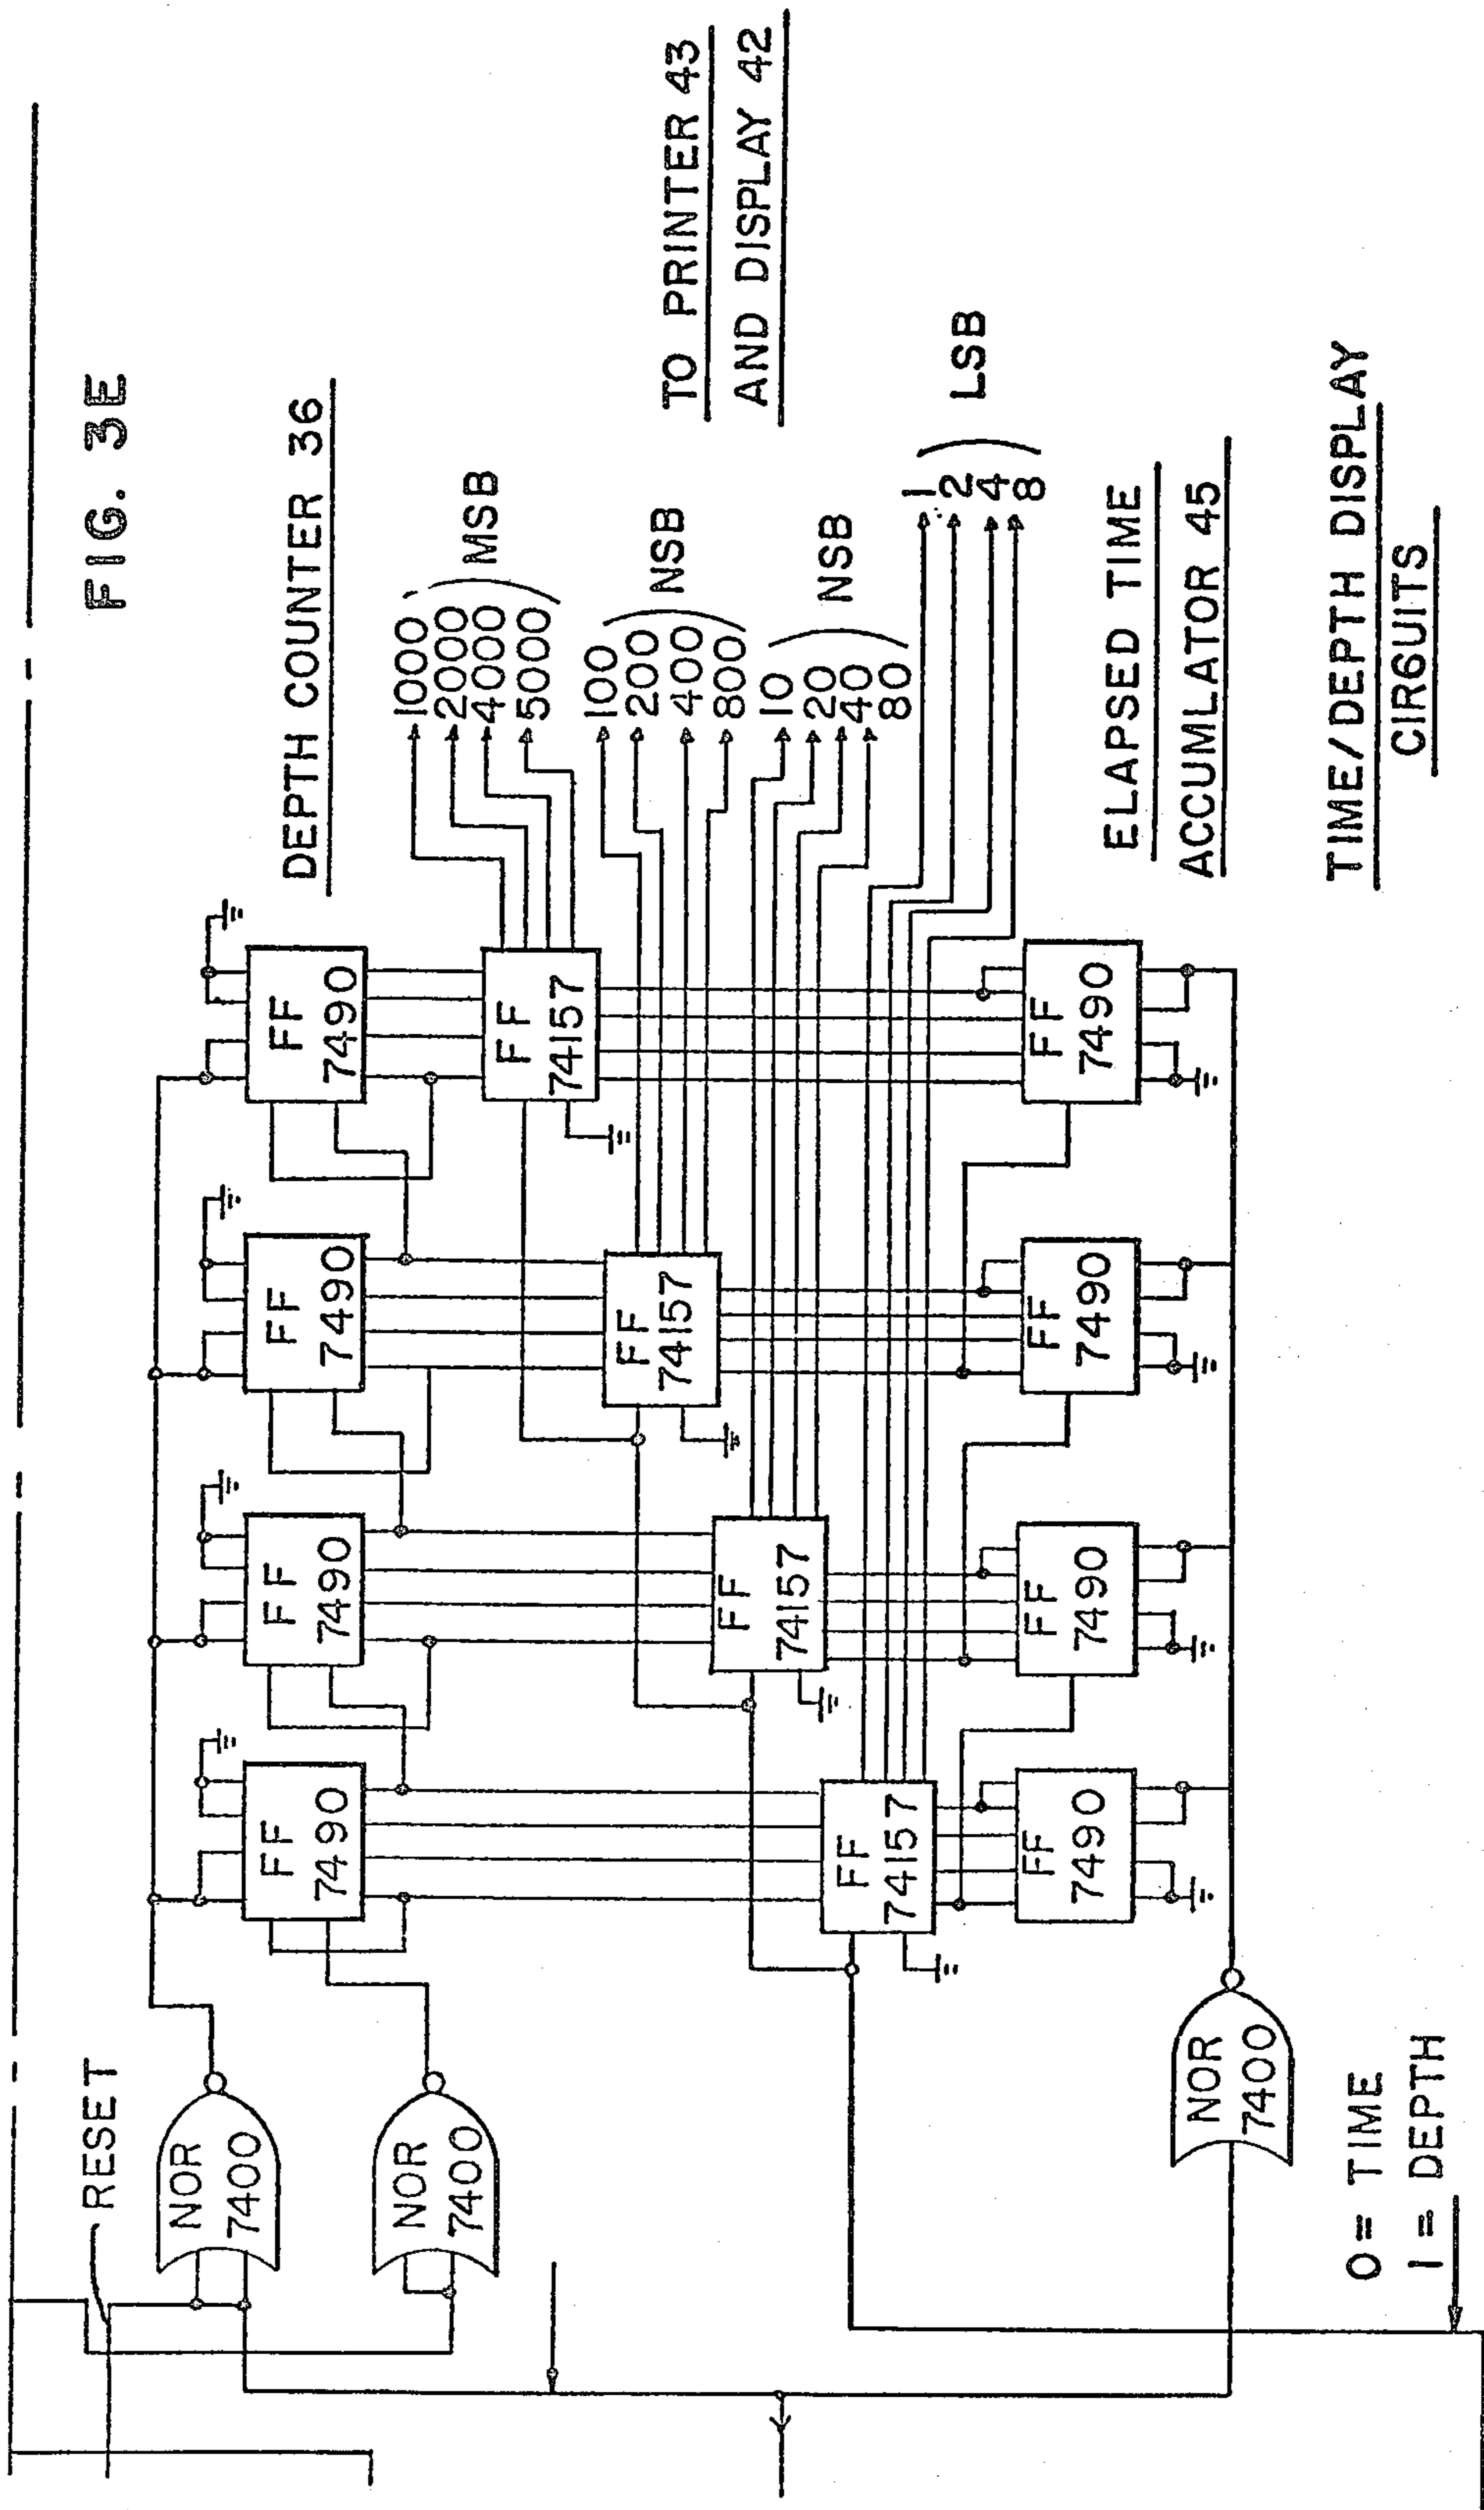 FIG. 3E
RESET
NOR
7400
FF
7490
FF
7490
FF
7490
FF
7490
DEPTH COUNTER 36
NOR
7400
FF
74157
1000
2000
4000
5000
MSB
FF
74157
100
200
400
800
NSB
TO PRINTER 43
AND DISPLAY 42
FF
74157
10
20
40
80
NSB
FF
74157
1
2
4
8
LSB
FF
7490
FF
7490
FF
7490
FF
7490
ELAPSED TIME
ACCUMLATOR 45
NOR
7400
0 = TIME
1 = DEPTH
TIME/DEPTH DISPLAY
CIR6UITS